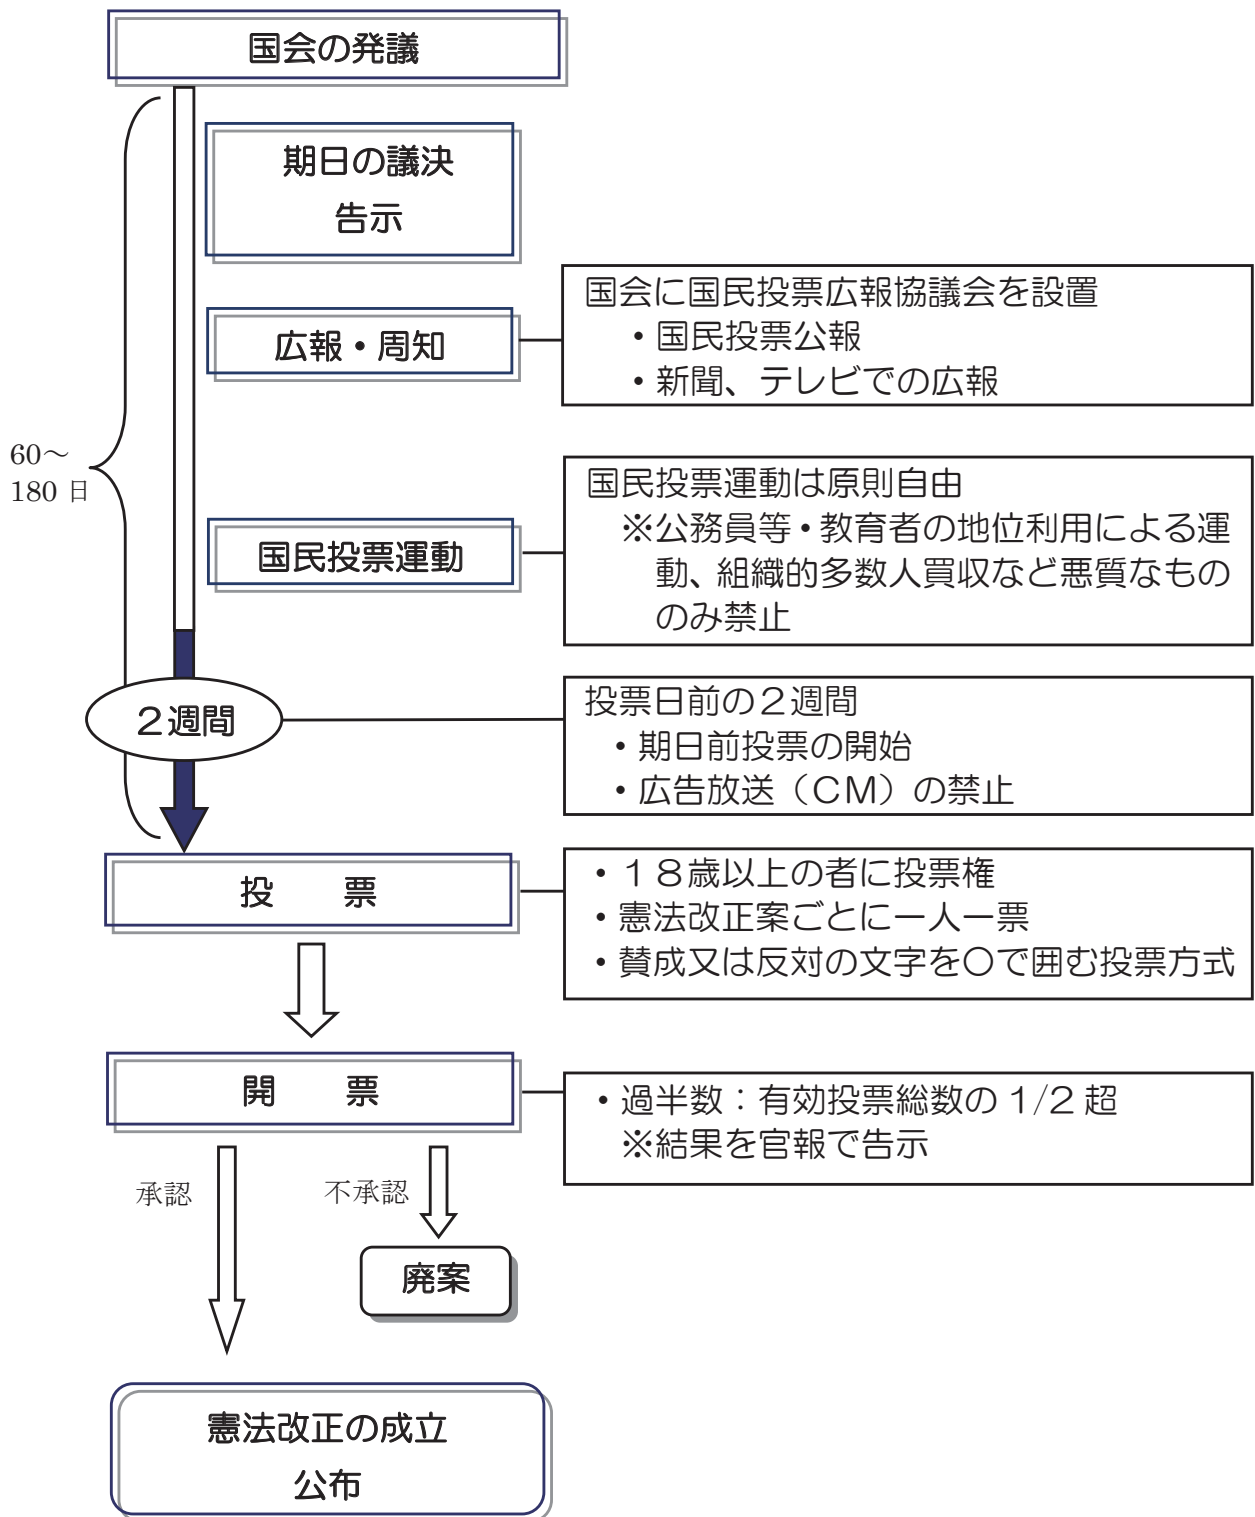 国会の発議
期日の議決
告示
国会に国民投票広報協議会を設置
・国民投票公報
・新聞、テレビでの広報
広報・周知
60～
180 日
国民投票運動は原則自由
※公務員等・教育者の地位利用による運
動、組織的多数人買収など悪質なもの
のみ禁止
国民投票運動
２週間
投票日前の２週間
・期日前投票の開始
・広告放送（ＣＭ）の禁止
投　　票
・１８歳以上の者に投票権
・憲法改正案ごとに一人一票
・賛成又は反対の文字を〇で囲む投票方式
開　　票
・過半数：有効投票総数の 1/2 超
※結果を官報で告示
承認
不承認
廃案
憲法改正の成立
公布